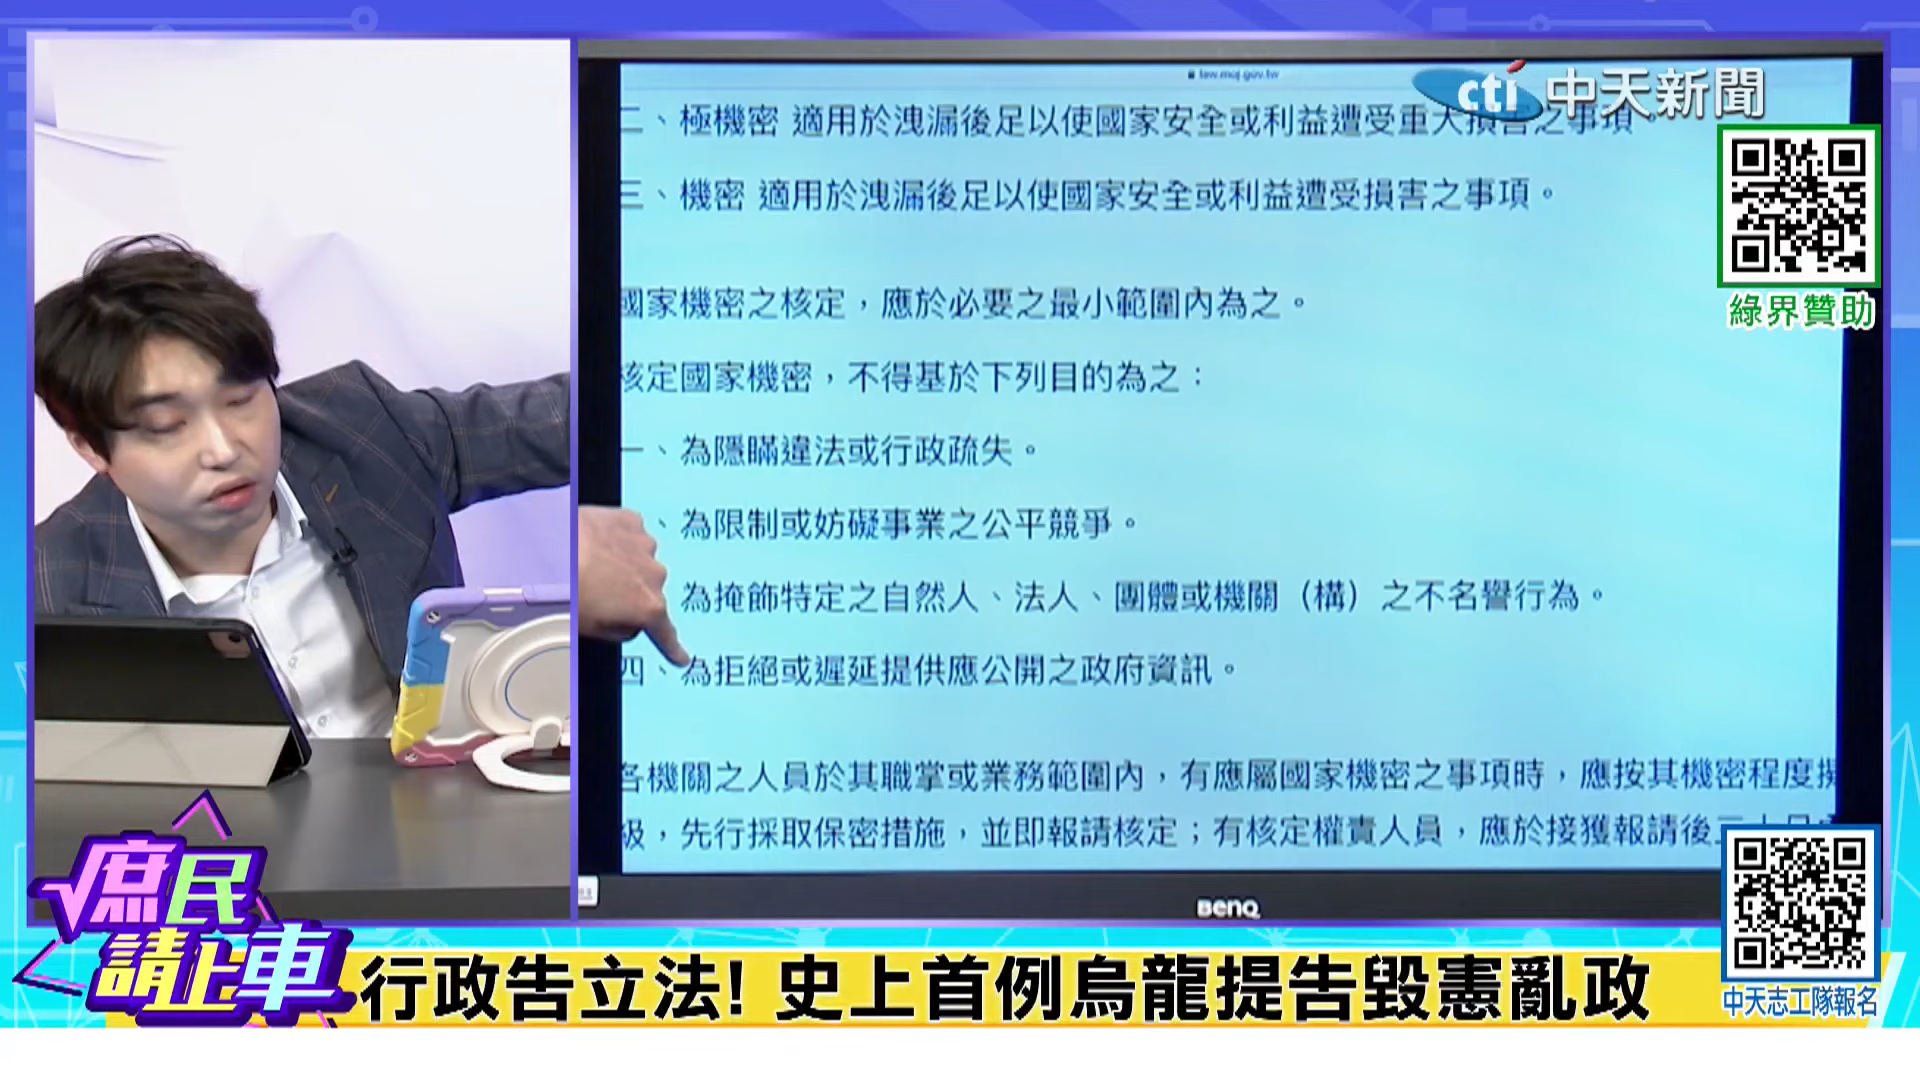 law.moj.gov.tw
cti 中天新聞
二、極機密 適用於洩漏後足以使國家安全或利益遭受重大損害之事項。
三、機密 適用於洩漏後足以使國家安全或利益遭受損害之事項。
國家機密之核定，應於必要之最小範圍內為之。
核定國家機密，不得基於下列目的為之：
一、為隱瞞違法或行政疏失。
、為限制或妨礙事業之公平競爭。
為掩飾特定之自然人、法人、團體或機關（構）之不名譽行為。
四、為拒絕或遲延提供應公開之政府資訊。
各機關之人員於其職掌或業務範圍內，有應屬國家機密之事項時，應按其機密程度擬
級，先行採取保密措施，並即報請核定；有核定權責人員，應於接獲報請後三十日
BenQ
綠界贊助
庶民
請上車
行政告立法! 史上首例烏龍提告毀憲亂政
中天志工隊報名